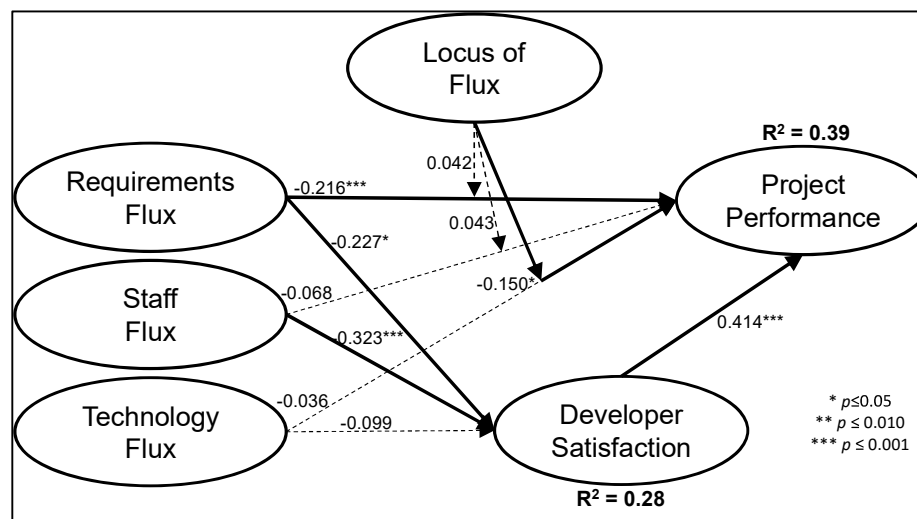 Locus of
Flux
R² = 0.39
0.042
Requirements
Flux
-0.216***
Project
Performance
0.043
-0.227*
-0.150*
Staff
Flux
-0.068
-0.323***
0.414***
-0.036
Technology
Flux
-0.099
Developer
Satisfaction
R² = 0.28
* p≤0.05
** p ≤ 0.010
*** p ≤ 0.001